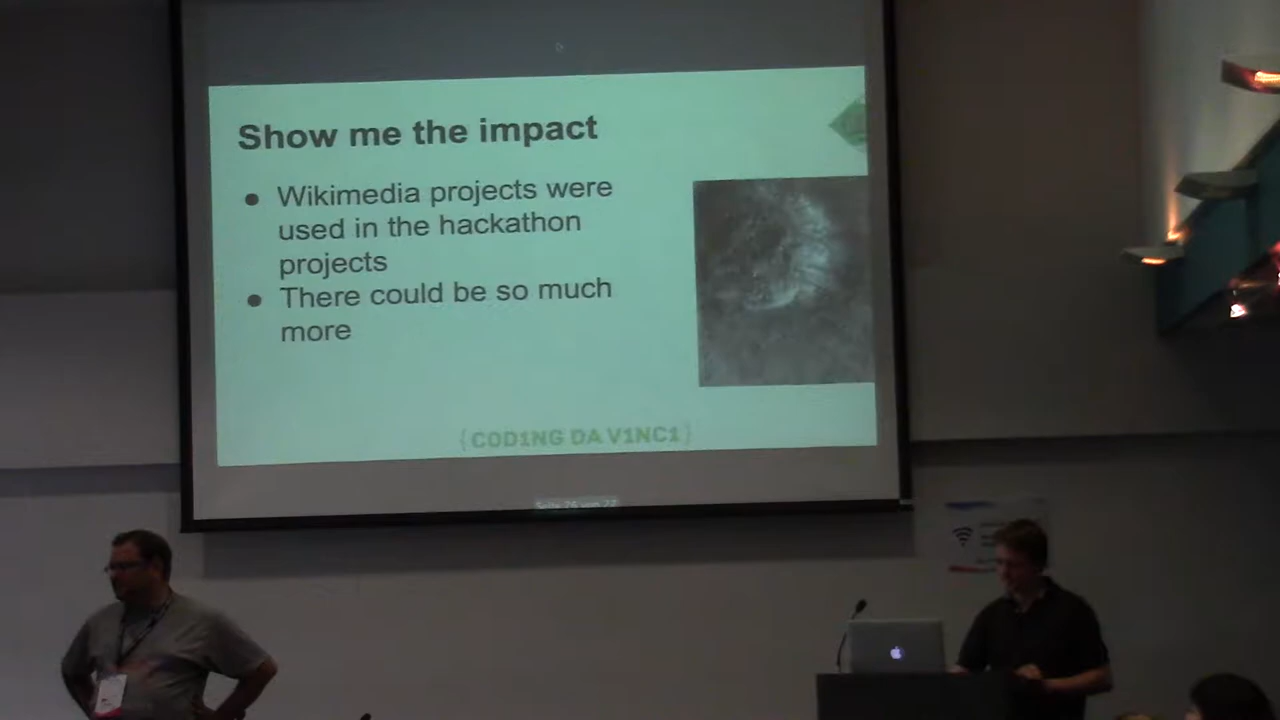 Show me the impact
● Wikimedia projects were
used in the hackathon
projects
● There could be so much
more
{COD1NG DA V1NC1}